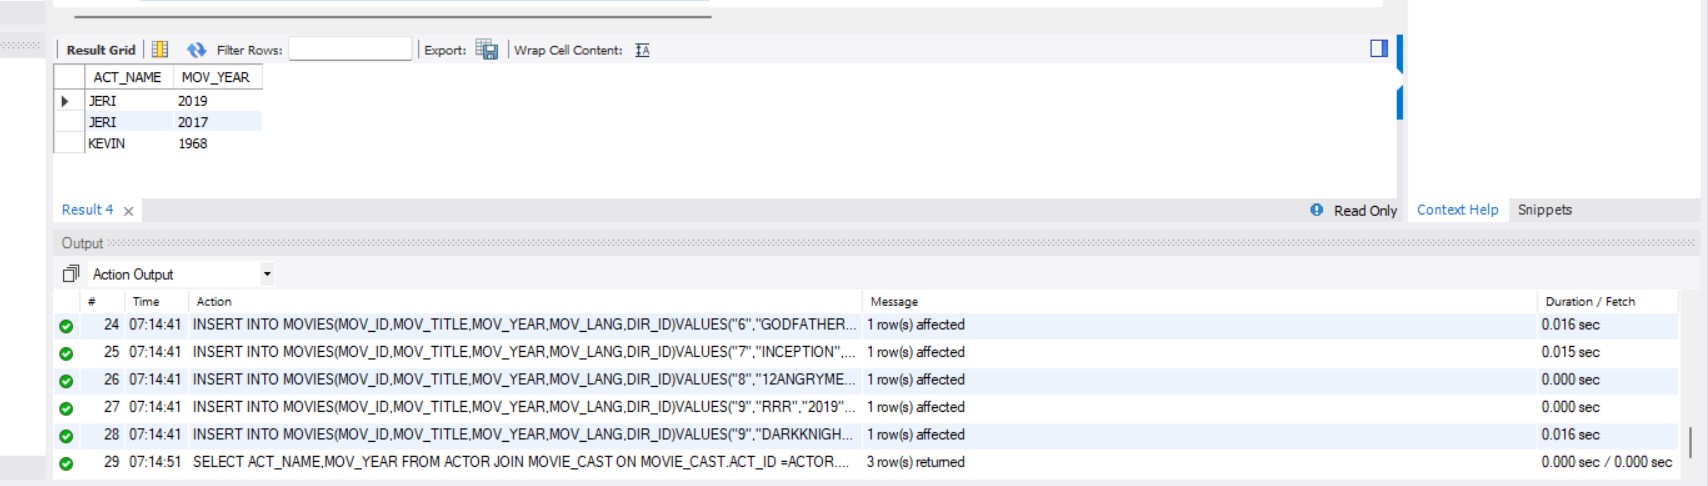 Result Grid Filter Rows: Export: Wrap Cell Content:
ACT_NAME MOV_YEAR
JERI 2019
JERI 2017
KEVIN 1968
Result 4 × Read Only Context Help Snippets
Output
Action Output
# Time Action Message Duration / Fetch
24 07:14:41 INSERT INTO MOVIES(MOV_ID,MOV_TITLE,MOV_YEAR,MOV_LANG,DIR_ID)VALUES("6","GODFATHER... 1 row(s) affected 0.016 sec
25 07:14:41 INSERT INTO MOVIES(MOV_ID,MOV_TITLE,MOV_YEAR,MOV_LANG,DIR_ID)VALUES("7","INCEPTION",... 1 row(s) affected 0.015 sec
26 07:14:41 INSERT INTO MOVIES(MOV_ID,MOV_TITLE,MOV_YEAR,MOV_LANG,DIR_ID)VALUES("8","12ANGRYME... 1 row(s) affected 0.000 sec
27 07:14:41 INSERT INTO MOVIES(MOV_ID,MOV_TITLE,MOV_YEAR,MOV_LANG,DIR_ID)VALUES("9","RRR","2019"... 1 row(s) affected 0.000 sec
28 07:14:41 INSERT INTO MOVIES(MOV_ID,MOV_TITLE,MOV_YEAR,MOV_LANG,DIR_ID)VALUES("9","DARKKNIGH... 1 row(s) affected 0.016 sec
29 07:14:51 SELECT ACT_NAME,MOV_YEAR FROM ACTOR JOIN MOVIE_CAST ON MOVIE_CAST.ACT_ID =ACTOR.... 3 row(s) returned 0.000 sec / 0.000 sec